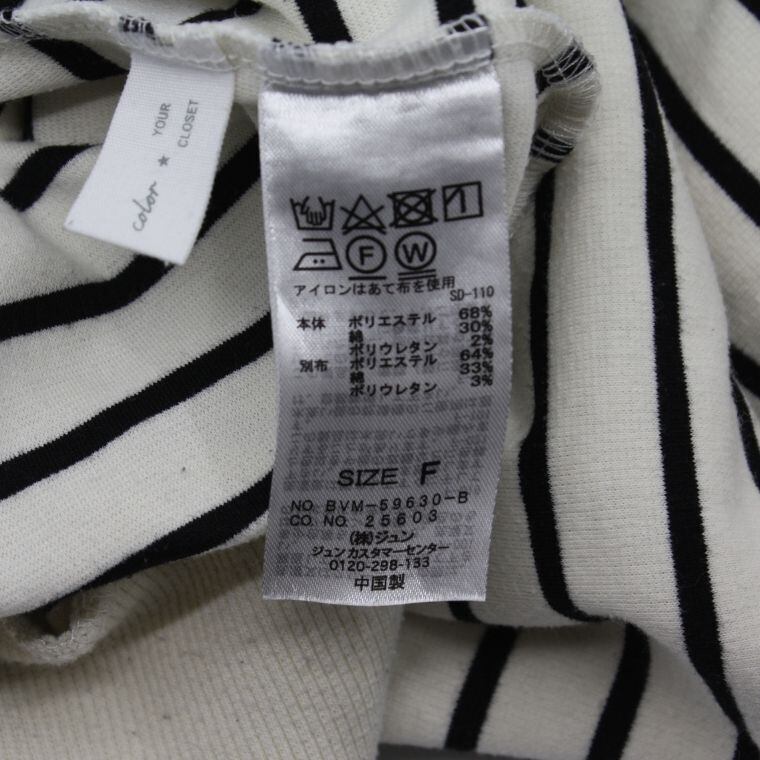 color ★ YOUR CLOSET
F W
アイロンはあて布を使用
SD-110
本体 ポリエステル 68%
綿 30%
ポリウレタン 2%
別布 ポリエステル 64%
綿 33%
ポリウレタン 3%
SIZE F
NO. BVM-59630-B
CO. NO. 25603
(株)ジュン
ジュンカスタマーセンター
0120-298-133
中国製